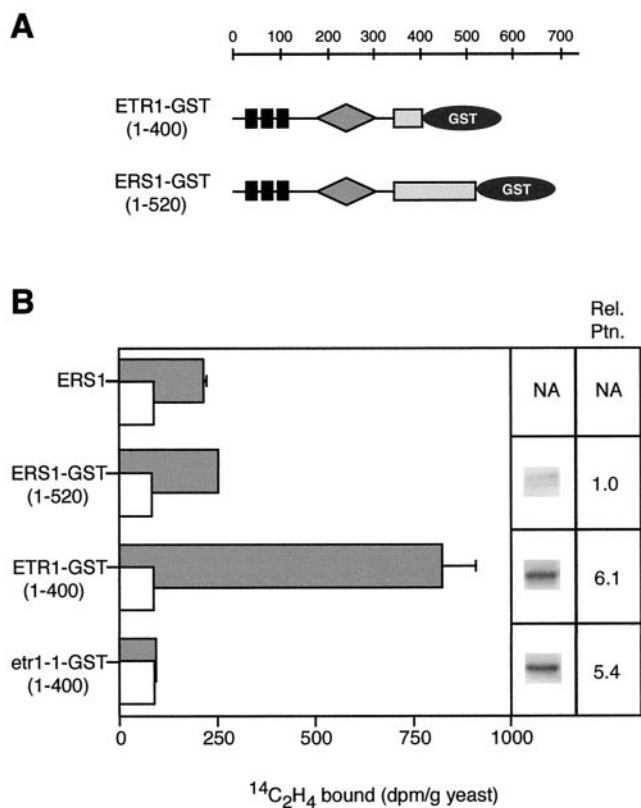 A
0 100 200 300 400 500 600 700
ETR1-GST
(1-400)
GST
ERS1-GST
(1-520)
GST
B
Rel.
Ptn.
ERS1
NA NA
ERS1-GST
(1-520)
1.0
ETR1-GST
(1-400)
6.1
etr1-1-GST
(1-400)
5.4
0 250 500 750 1000
¹⁴C₂H₄ bound (dpm/g yeast)